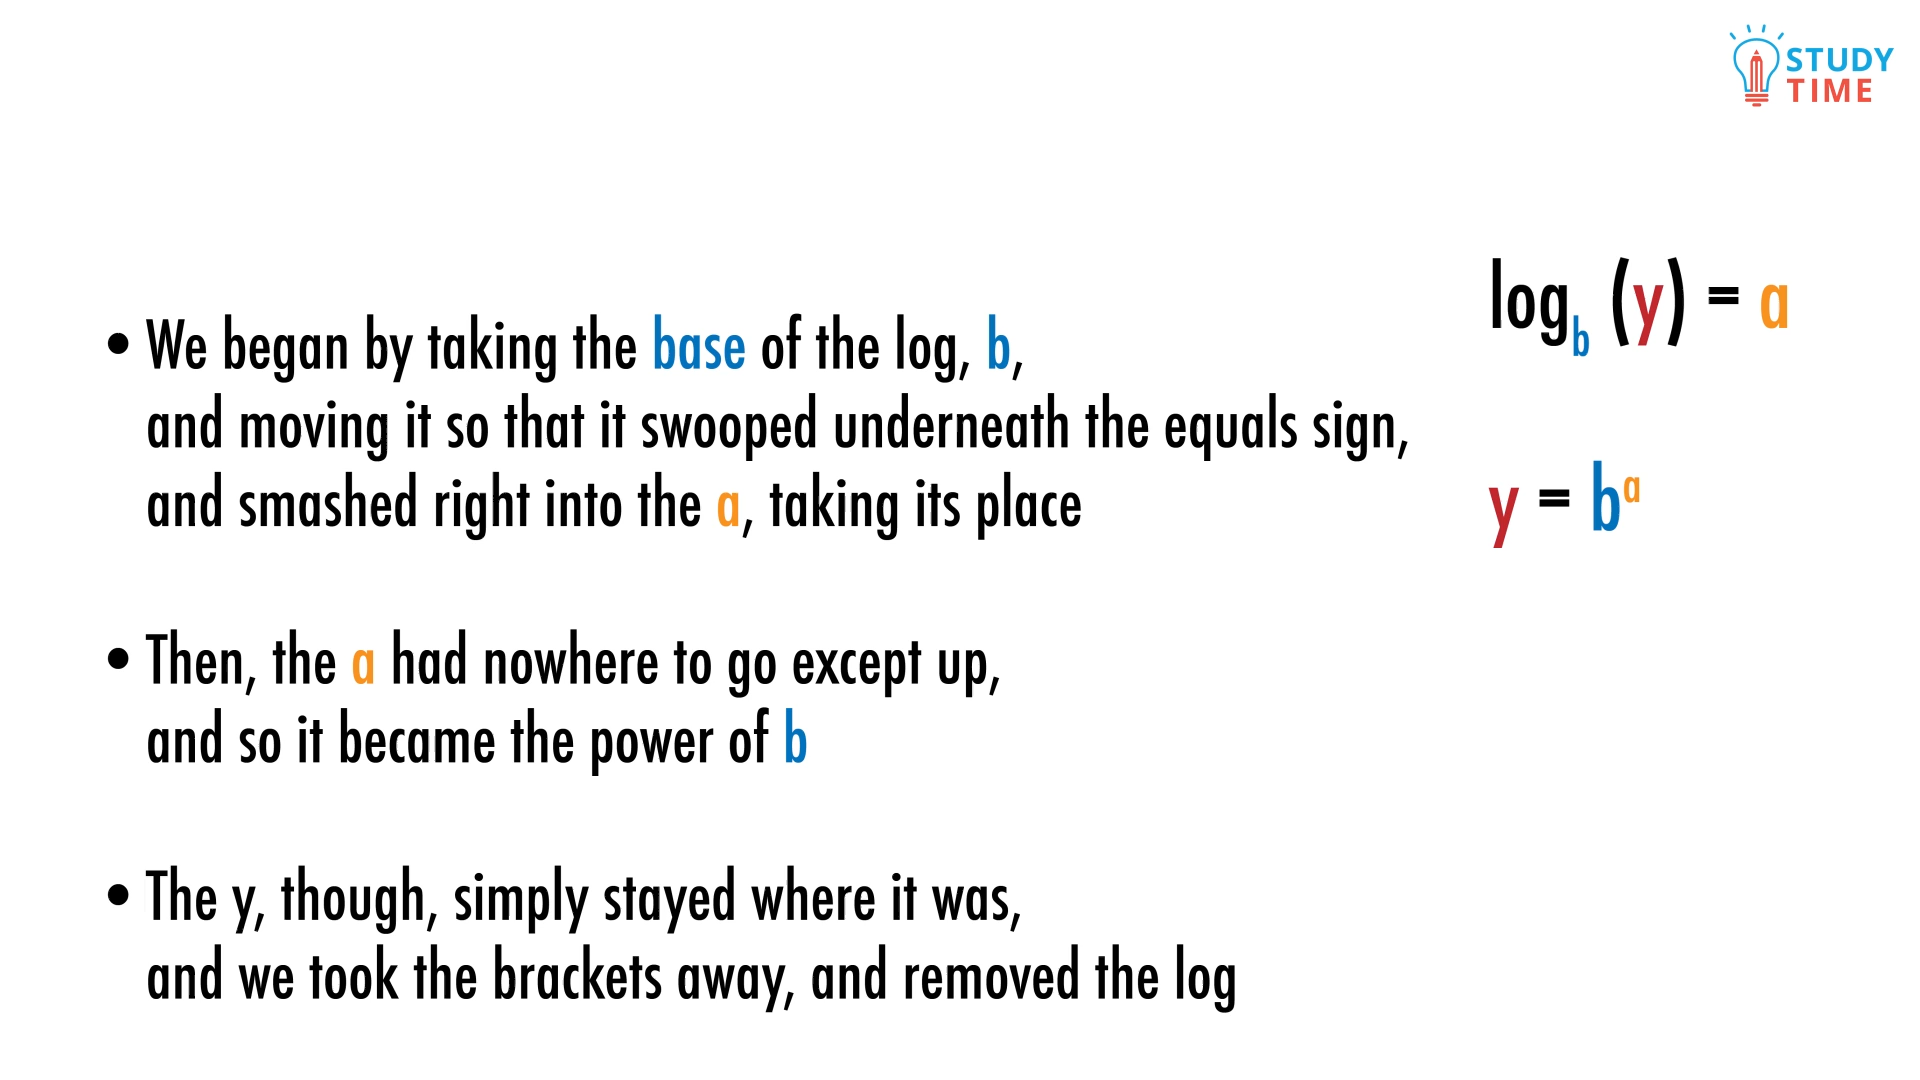 STUDY
TIME
log_b (y) = a
• We began by taking the base of the log, b,
and moving it so that it swooped underneath the equals sign,
and smashed right into the a, taking its place
y = b^a
• Then, the a had nowhere to go except up,
and so it became the power of b
• The y, though, simply stayed where it was,
and we took the brackets away, and removed the log